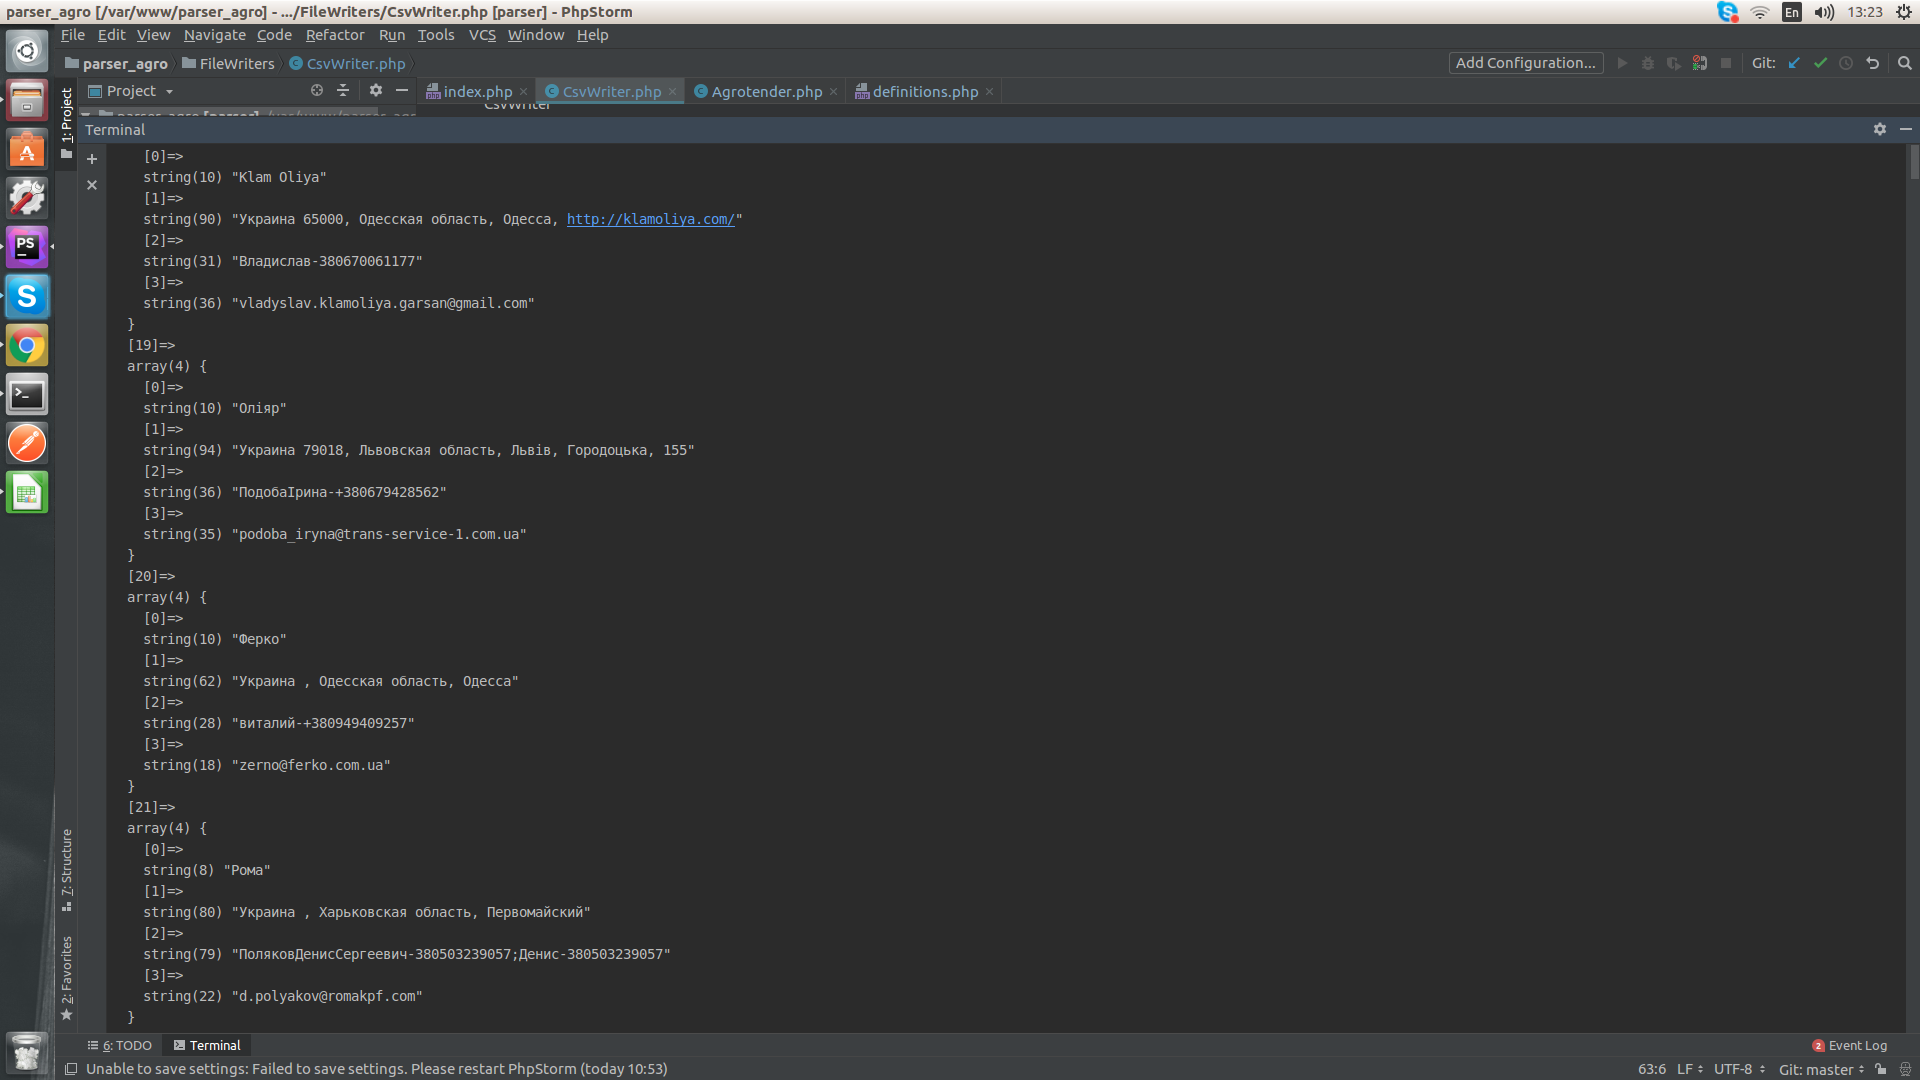 parser_agro [/var/www/parser_agro] - .../FileWriters/CsvWriter.php [parser] - PhpStorm
En
13:23
File Edit View Navigate Code Refactor Run Tools VCS Window Help
parser_agro FileWriters CsvWriter.php
Add Configuration...
Git:
1: Project
Project
index.php
CsvWriter.php
Agrotender.php
definitions.php
CsvWriter
parser_agro [parser] /var/www/parser_agr
Terminal
[0]=>
string(10) "Klam Oliya"
[1]=>
string(90) "Украина 65000, Одесская область, Одесса, http://klamoliya.com/"
[2]=>
string(31) "Владислав-380670061177"
[3]=>
string(36) "vladyslav.klamoliya.garsan@gmail.com"
}
[19]=>
array(4) {
[0]=>
string(10) "Оліяр"
[1]=>
string(94) "Украина 79018, Львовская область, Львів, Городоцька, 155"
[2]=>
string(36) "ПодобаІрина-+380679428562"
[3]=>
string(35) "podoba_iryna@trans-service-1.com.ua"
}
[20]=>
array(4) {
[0]=>
string(10) "Ферко"
[1]=>
string(62) "Украина , Одесская область, Одесса"
[2]=>
string(28) "виталий-+380949409257"
[3]=>
string(18) "zerno@ferko.com.ua"
}
[21]=>
array(4) {
[0]=>
string(8) "Рома"
[1]=>
string(80) "Украина , Харьковская область, Первомайский"
[2]=>
string(79) "ПоляковДенисСергеевич-380503239057;Денис-380503239057"
[3]=>
string(22) "d.polyakov@romakpf.com"
}
7: Structure
2: Favorites
6: TODO
Terminal
2 Event Log
Unable to save settings: Failed to save settings. Please restart PhpStorm (today 10:53)
63:6 LF UTF-8 Git: master